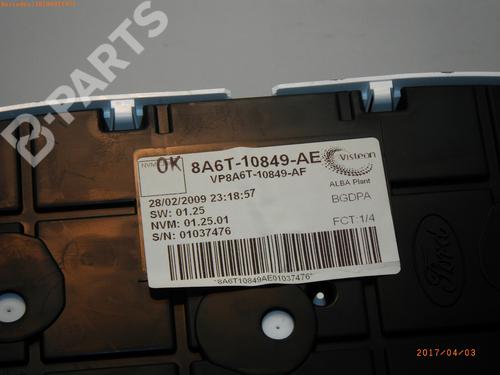 B-PARTS
NVM
OK
8A6T-10849-AE
VP8A6T-10849-AF
Visteon
ALBA Plant
28/02/2009 23:18:57
SW: 01.25
NVM: 01.25.01
S/N: 01037476
BGDPA
FCT:1/4
*8A6T10849AE01037476*
Ford
2017/04/03